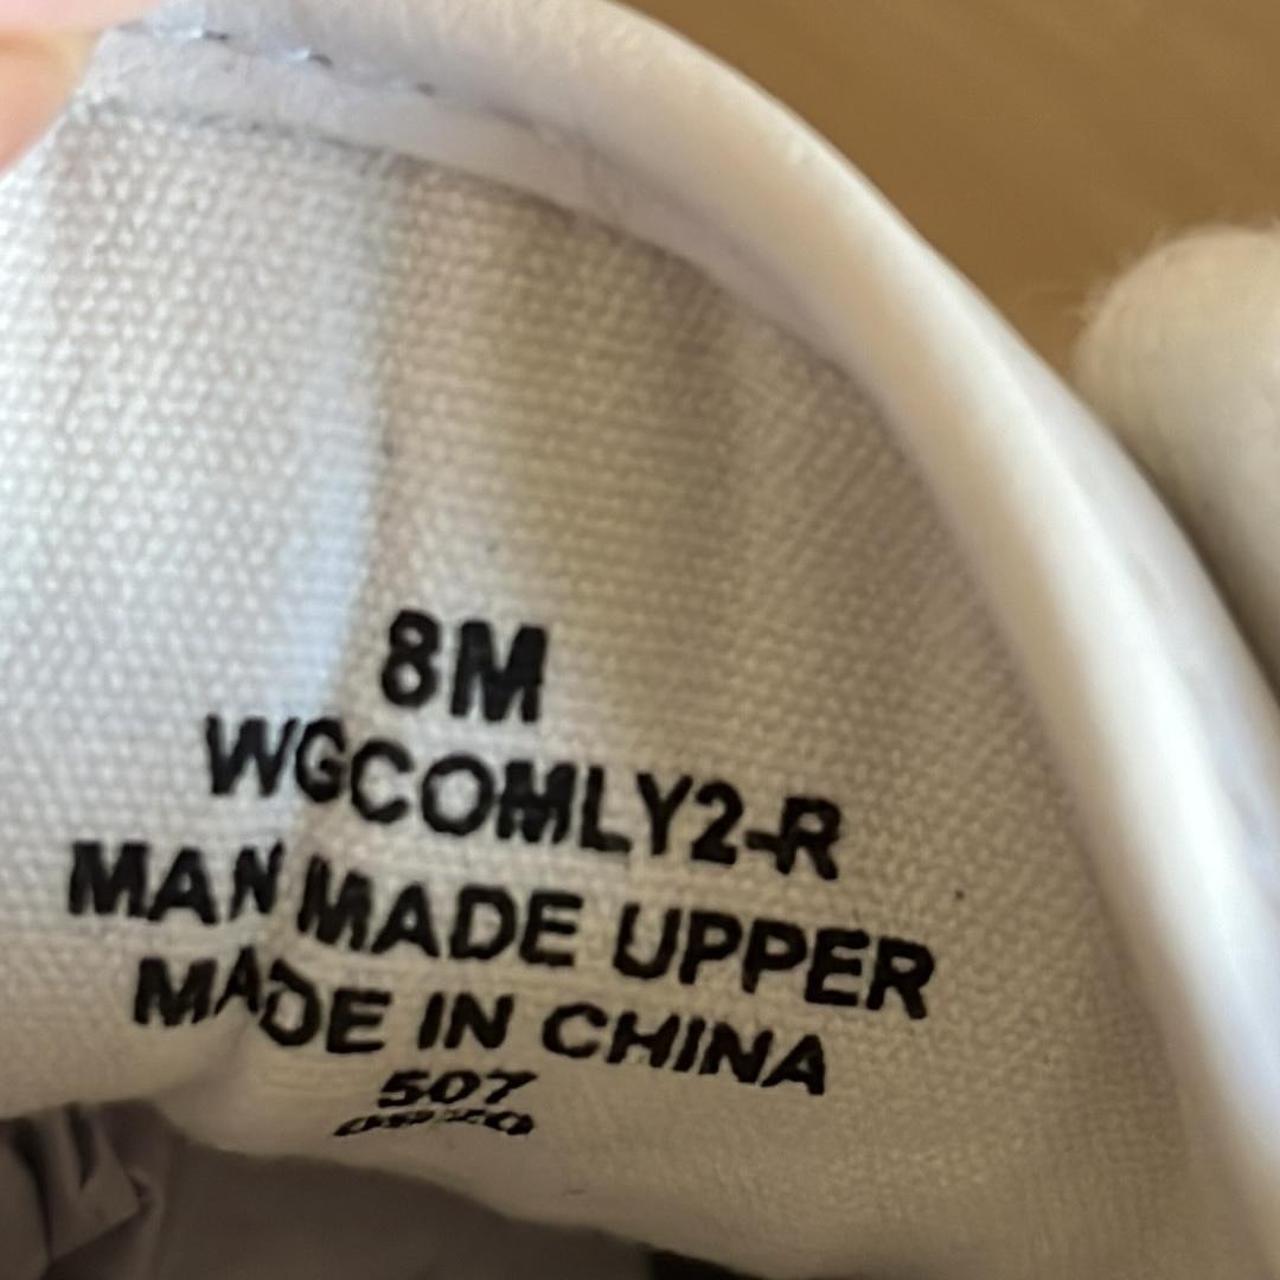 8M
WGCOMLY2-R
MAN MADE UPPER
MADE IN CHINA
507